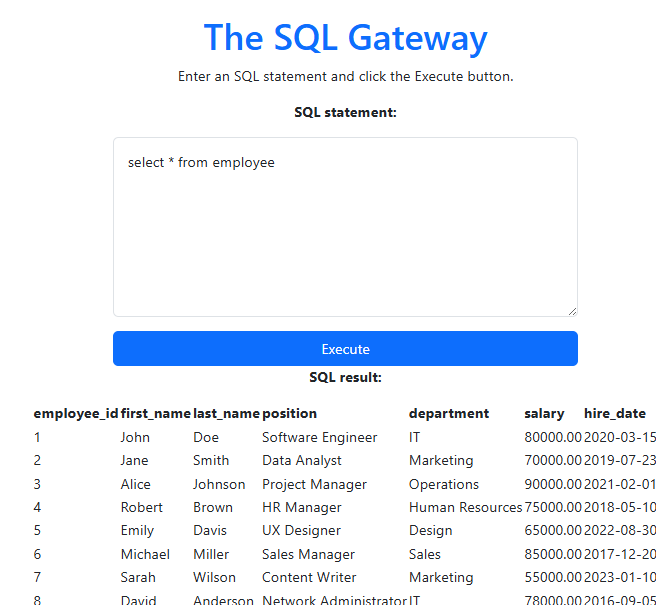 The SQL Gateway
Enter an SQL statement and click the Execute button.
SQL statement:
select * from employee
Execute
SQL result:
employee_id first_name last_name position department salary hire_date
1 John Doe Software Engineer IT 80000.00 2020-03-15
2 Jane Smith Data Analyst Marketing 70000.00 2019-07-23
3 Alice Johnson Project Manager Operations 90000.00 2021-02-01
4 Robert Brown HR Manager Human Resources 75000.00 2018-05-10
5 Emily Davis UX Designer Design 65000.00 2022-08-30
6 Michael Miller Sales Manager Sales 85000.00 2017-12-20
7 Sarah Wilson Content Writer Marketing 55000.00 2023-01-10
8 David Anderson Network Administrator IT 78000.00 2016-09-05